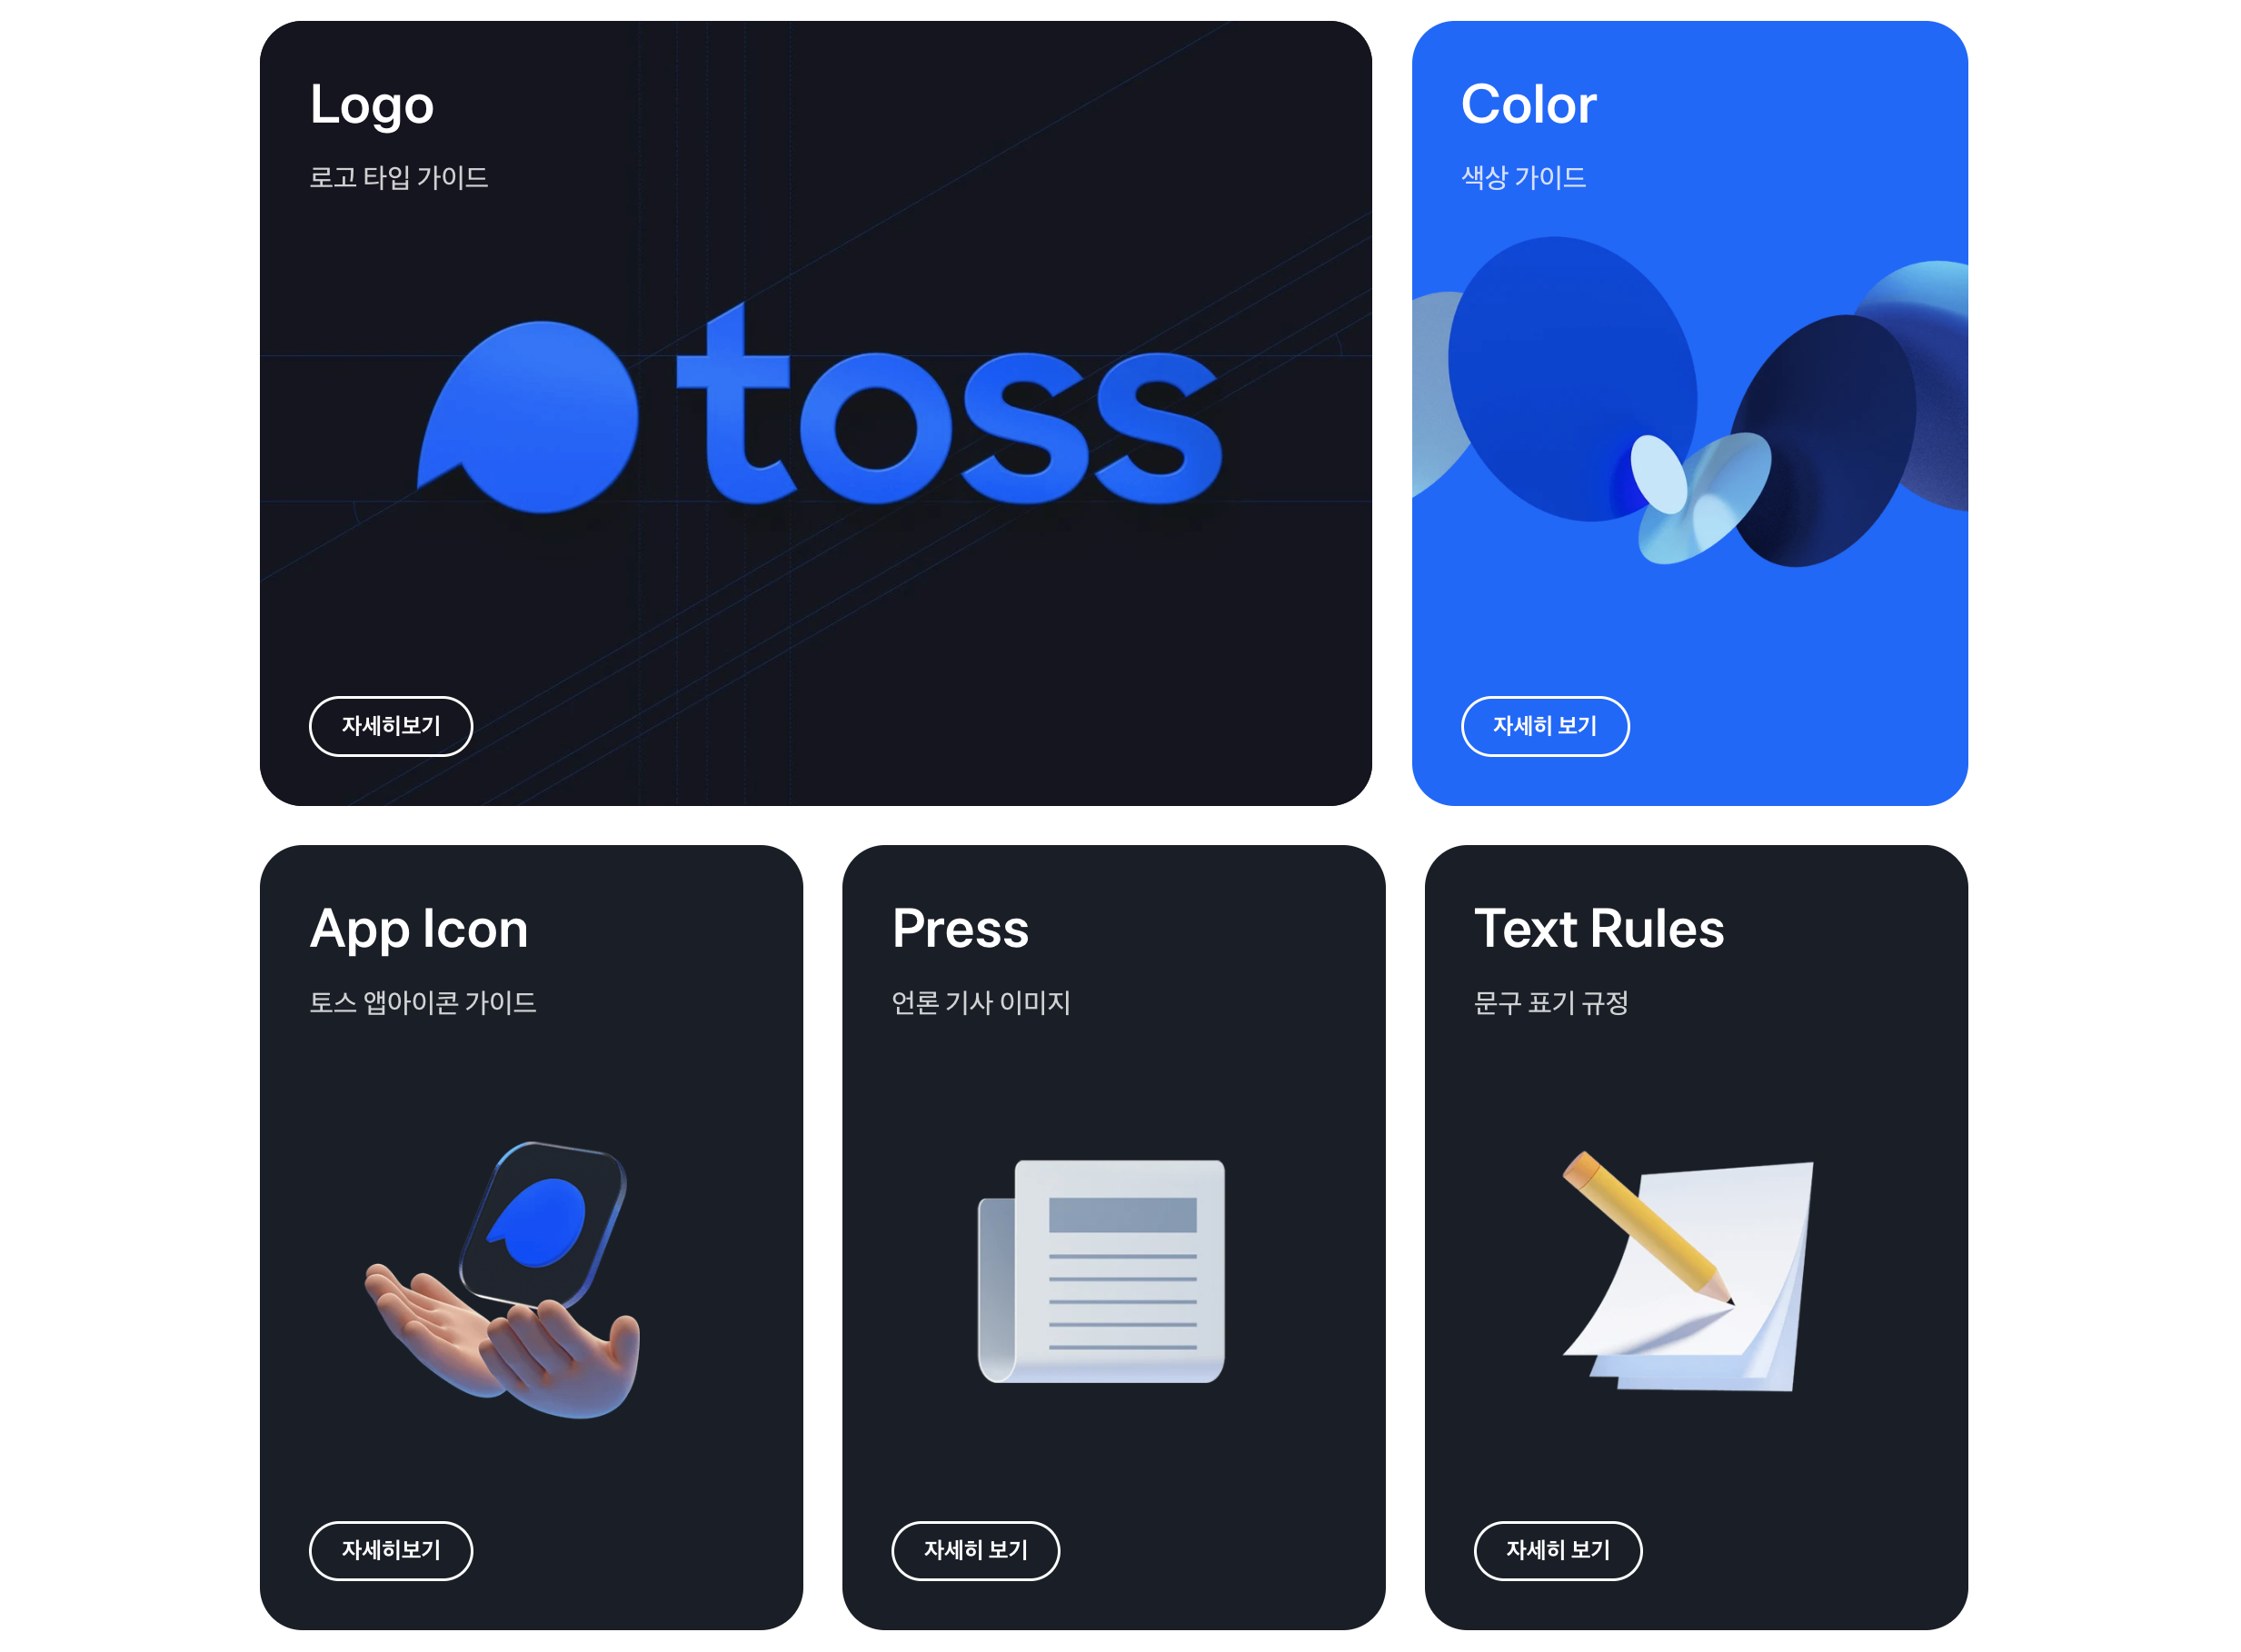 Logo
로고 타입 가이드
toss
자세히보기
Color
색상 가이드
자세히 보기
App Icon
토스 앱아이콘 가이드
자세히보기
Press
언론 기사 이미지
자세히 보기
Text Rules
문구 표기 규정
자세히 보기